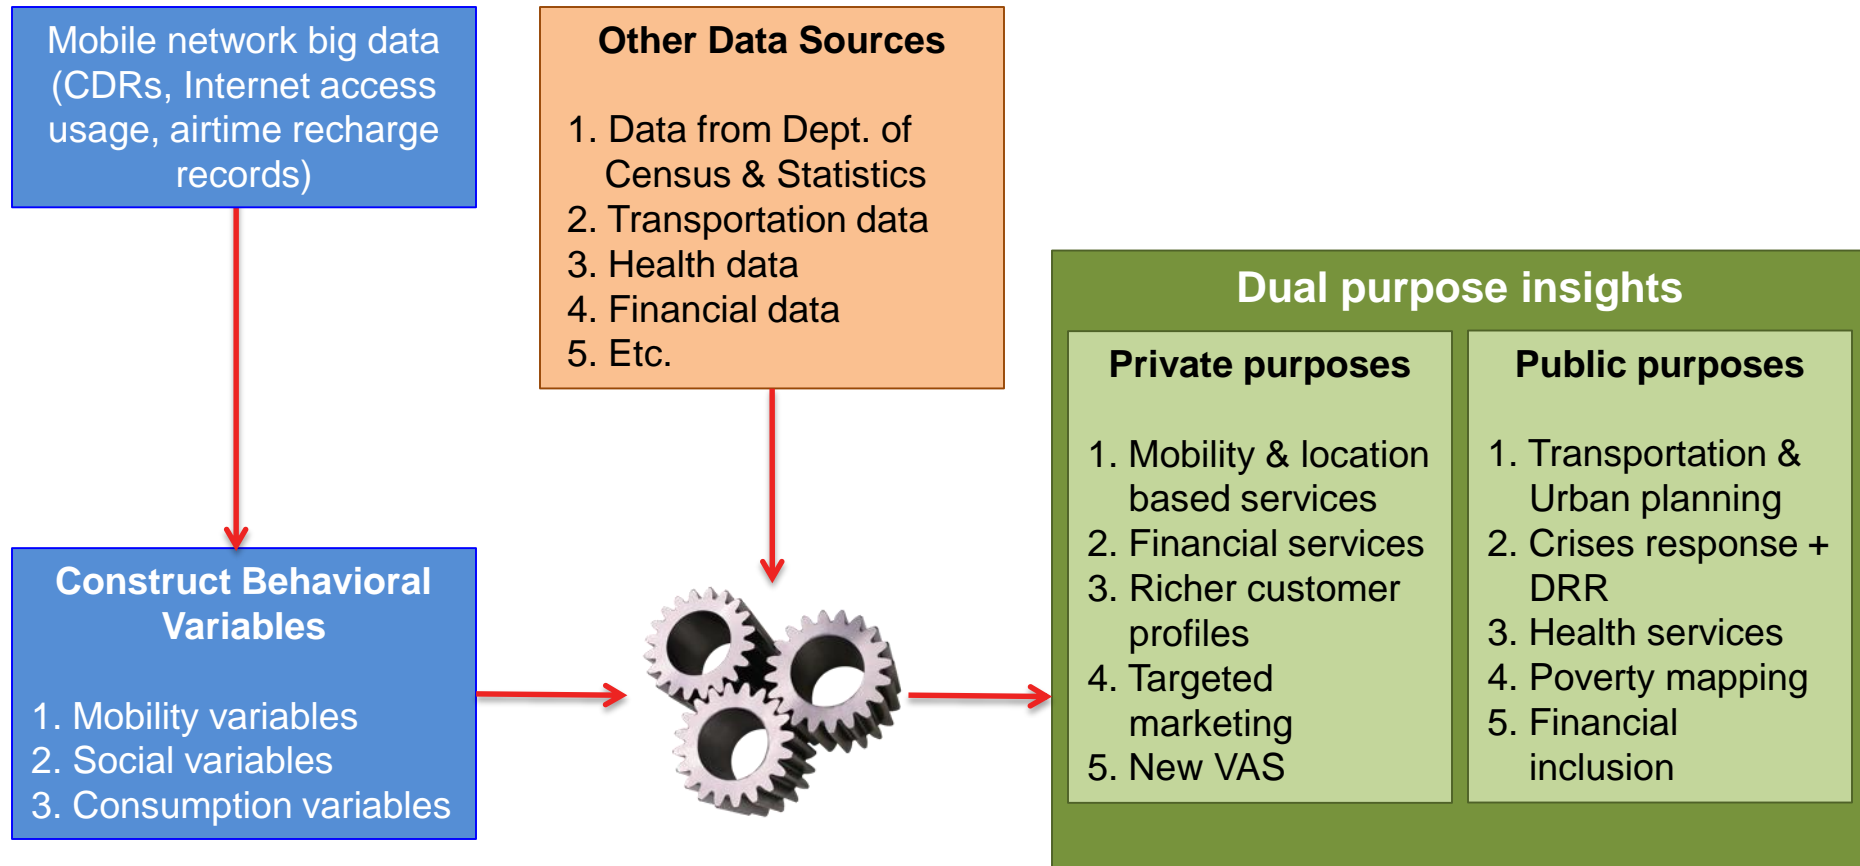 Mobile network big data
(CDRs, Internet access
usage, airtime recharge
records)
Other Data Sources
1. Data from Dept. of
Census & Statistics
2. Transportation data
3. Health data
4. Financial data
5. Etc.
Construct Behavioral
Variables
1. Mobility variables
2. Social variables
3. Consumption variables
Dual purpose insights
Private purposes
1. Mobility & location
based services
2. Financial services
3. Richer customer
profiles
4. Targeted
marketing
5. New VAS
Public purposes
1. Transportation &
Urban planning
2. Crises response +
DRR
3. Health services
4. Poverty mapping
5. Financial
inclusion